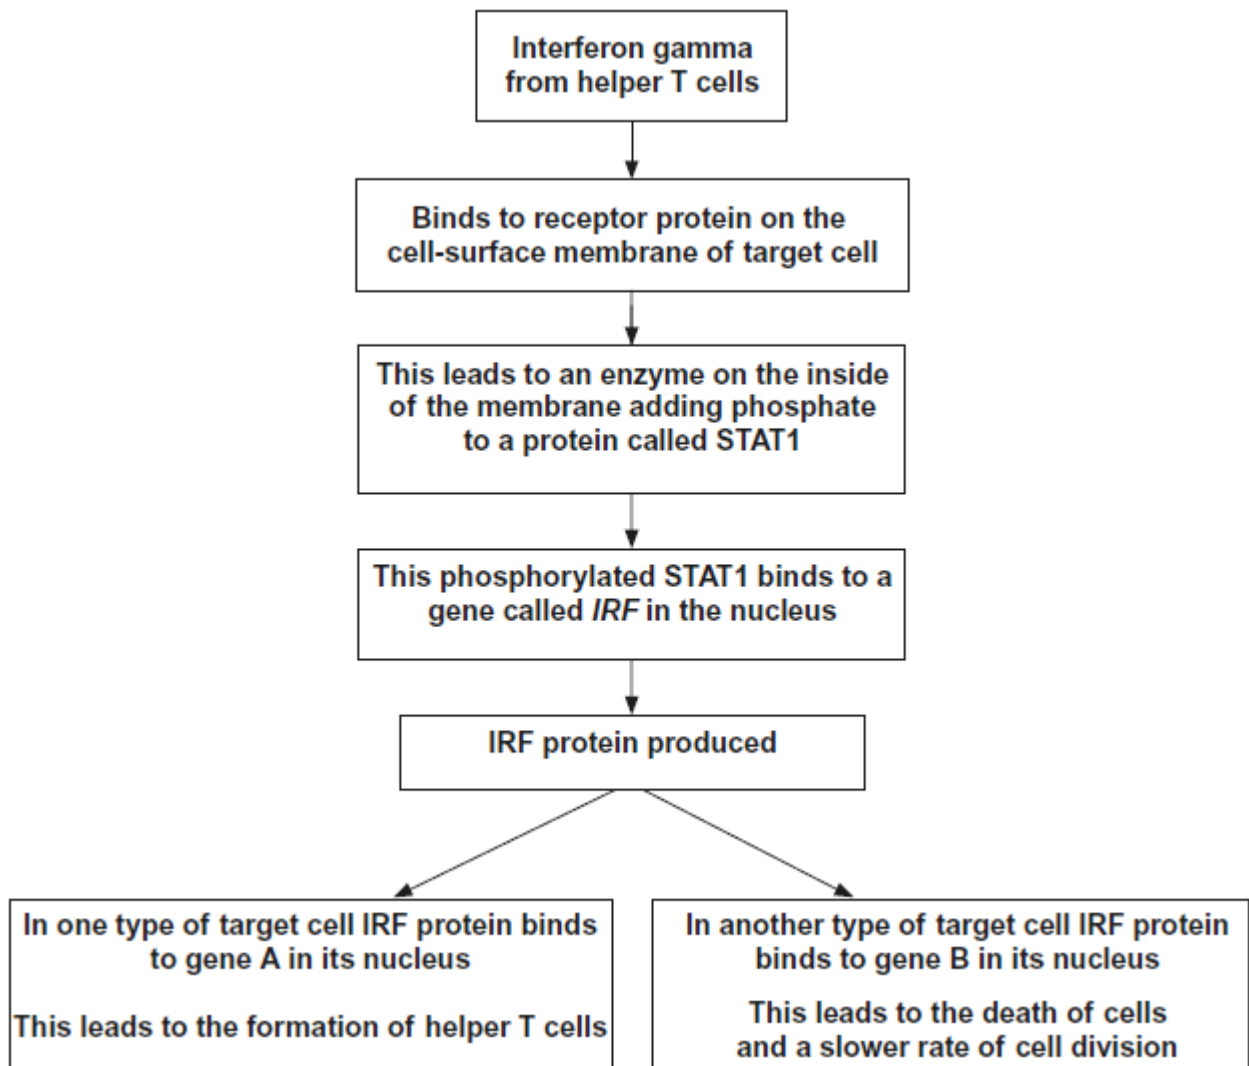 Interferon gamma
from helper T cells
Binds to receptor protein on the
cell-surface membrane of target cell
This leads to an enzyme on the inside
of the membrane adding phosphate
to a protein called STAT1
This phosphorylated STAT1 binds to a
gene called IRF in the nucleus
IRF protein produced
In one type of target cell IRF protein binds
to gene A in its nucleus
This leads to the formation of helper T cells
In another type of target cell IRF protein
binds to gene B in its nucleus
This leads to the death of cells
and a slower rate of cell division